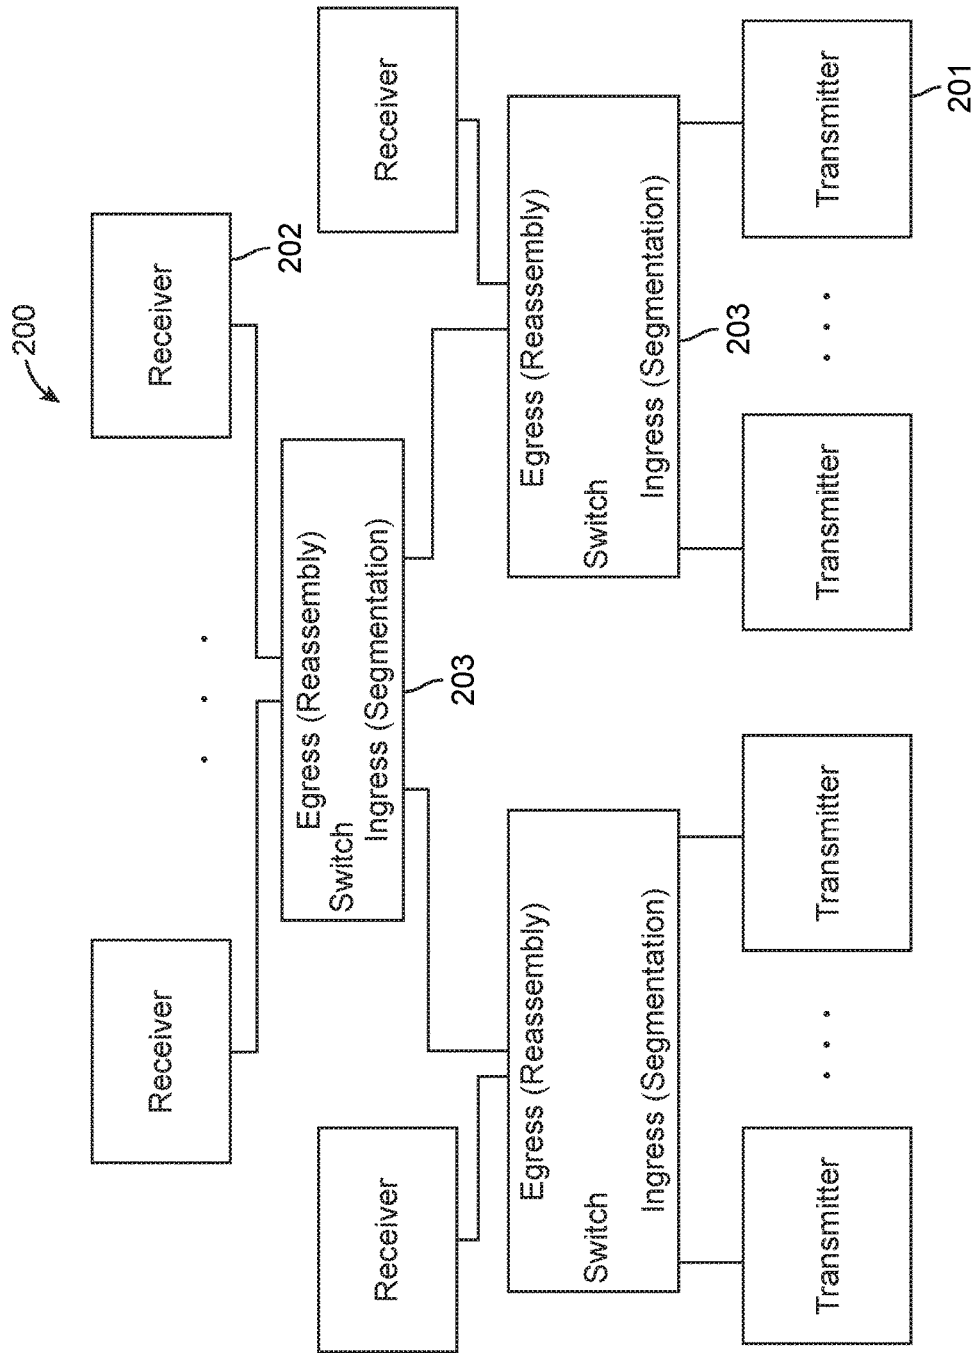 200
Receiver
Receiver
202
Egress (Reassembly)
Switch
Ingress (Segmentation)
203
Receiver
Receiver
Egress (Reassembly)
Switch
Ingress (Segmentation)
Egress (Reassembly)
Switch
Ingress (Segmentation)
203
Transmitter
Transmitter
Transmitter
Transmitter
201